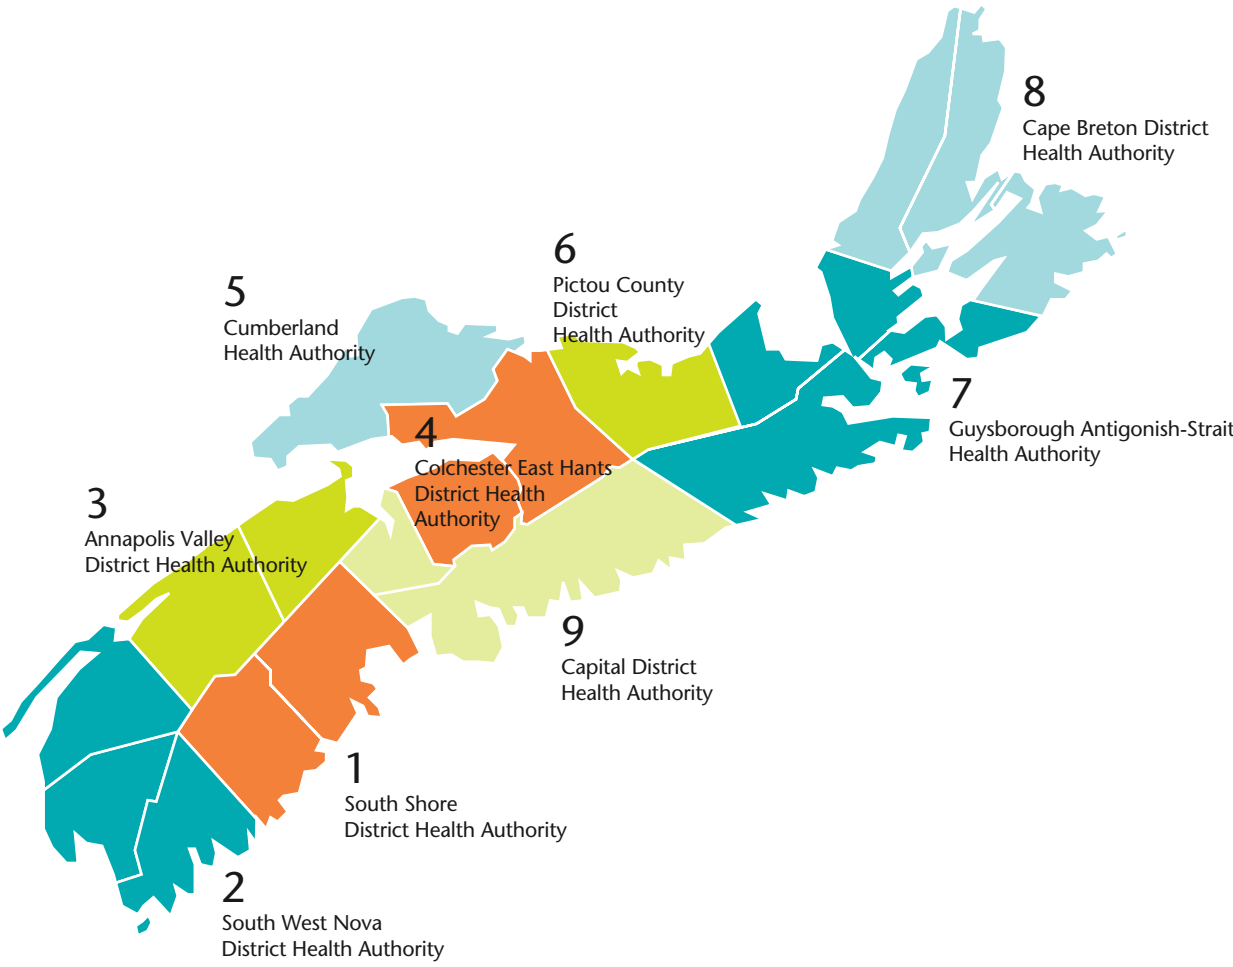 8
Cape Breton District
Health Authority
6
Pictou County
District
Health Authority
5
Cumberland
Health Authority
7
Guysborough Antigonish-Strait
Health Authority
4
Colchester East Hants
District Health
Authority
3
Annapolis Valley
District Health Authority
9
Capital District
Health Authority
1
South Shore
District Health Authority
2
South West Nova
District Health Authority